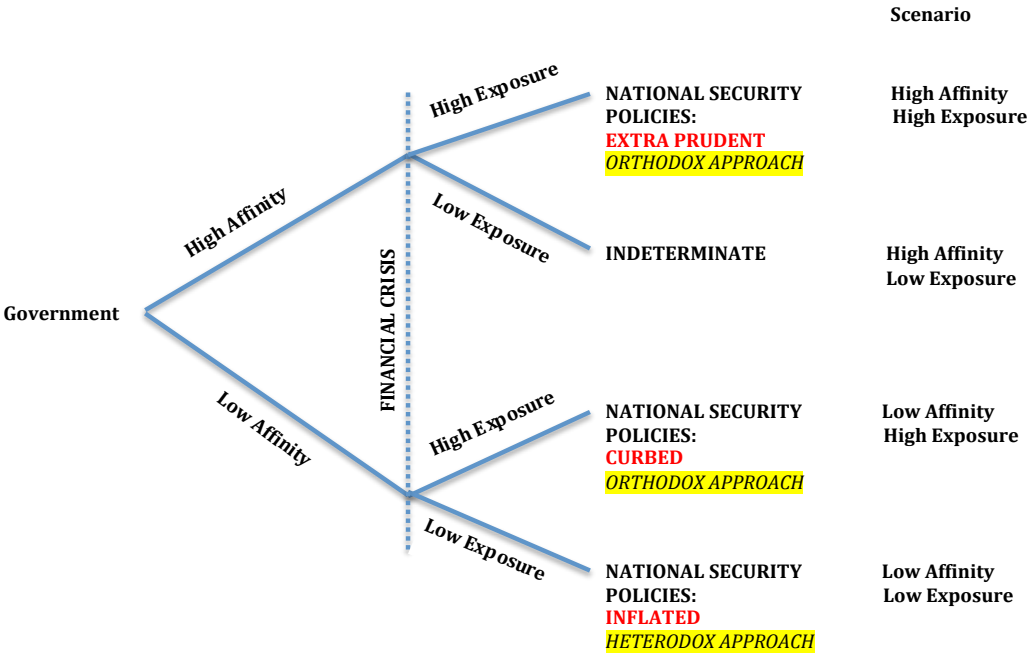 Scenario
High Exposure
NATIONAL SECURITY
POLICIES:
EXTRA PRUDENT
ORTHODOX APPROACH
High Affinity
High Exposure
High Affinity
Low Exposure
INDETERMINATE
High Affinity
Low Exposure
Government
FINANCIAL CRISIS
Low Affinity
High Exposure
NATIONAL SECURITY
POLICIES:
CURBED
ORTHODOX APPROACH
Low Affinity
High Exposure
Low Exposure
NATIONAL SECURITY
POLICIES:
INFLATED
HETERODOX APPROACH
Low Affinity
Low Exposure